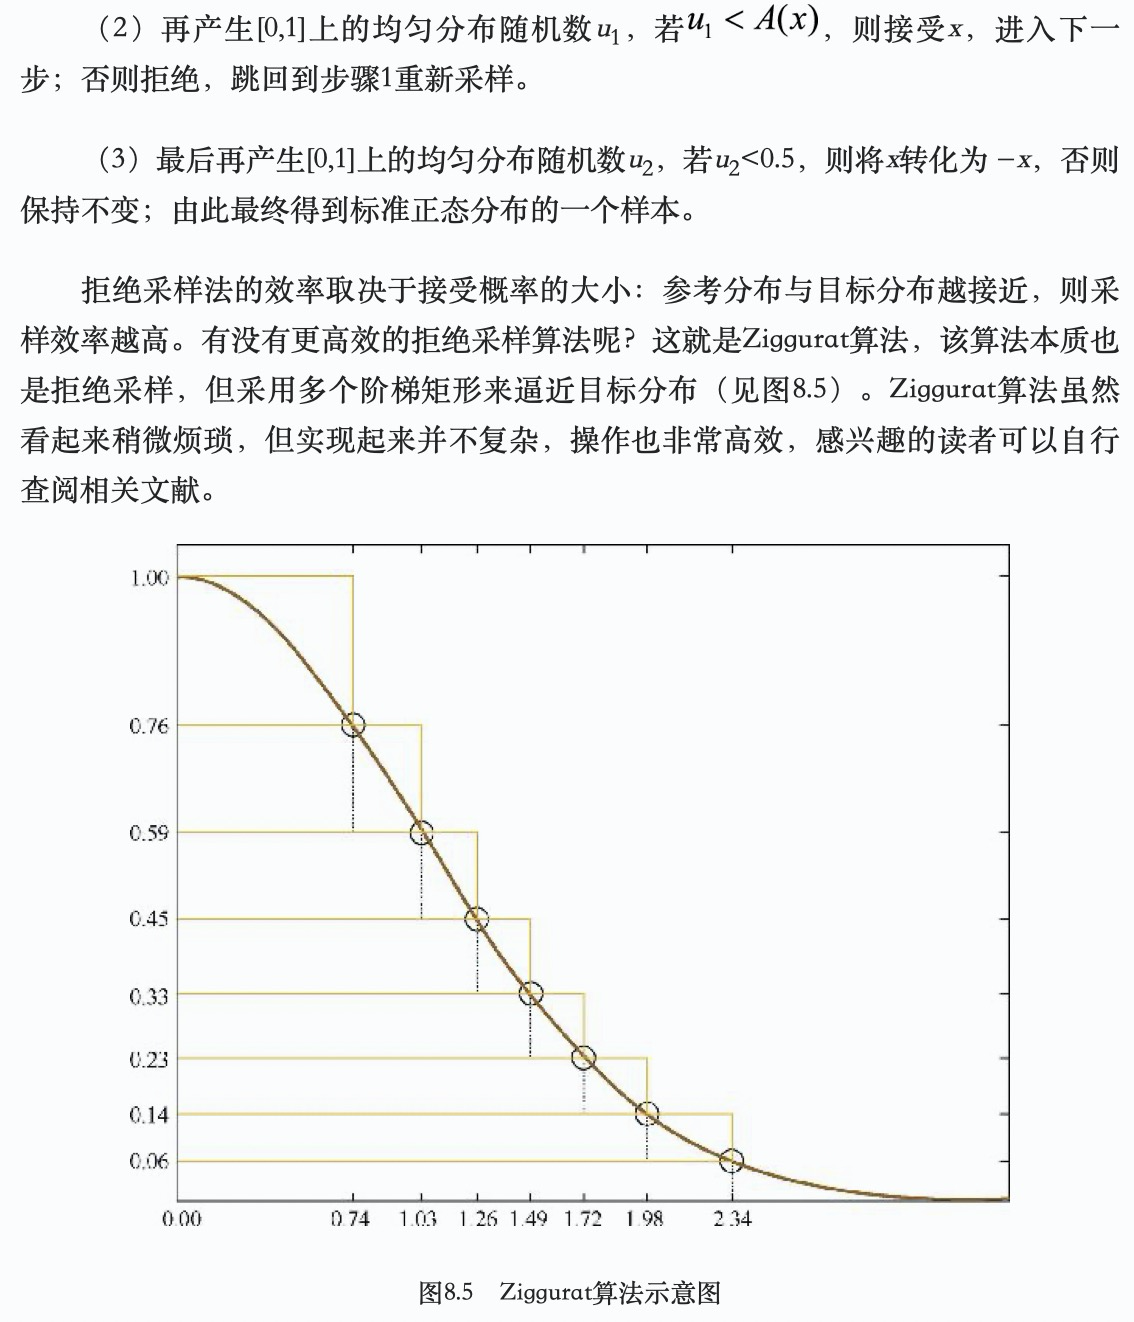 （2）再产生[0,1]上的均匀分布随机数u₁，若u₁ < A(x)，则接受x，进入下一
步；否则拒绝，跳回到步骤1重新采样。
（3）最后再产生[0,1]上的均匀分布随机数u₂，若u₂<0.5，则将x转化为 −x，否则
保持不变；由此最终得到标准正态分布的一个样本。
拒绝采样法的效率取决于接受概率的大小：参考分布与目标分布越接近，则采
样效率越高。有没有更高效的拒绝采样算法呢？这就是Ziggurat算法，该算法本质也
是拒绝采样，但采用多个阶梯矩形来逼近目标分布（见图8.5）。Ziggurat算法虽然
看起来稍微烦琐，但实现起来并不复杂，操作也非常高效，感兴趣的读者可以自行
查阅相关文献。
1.00
0.76
0.59
0.45
0.33
0.23
0.14
0.06
0.00 0.74 1.03 1.26 1.49 1.72 1.98 2.34
图8.5 Ziggurat算法示意图